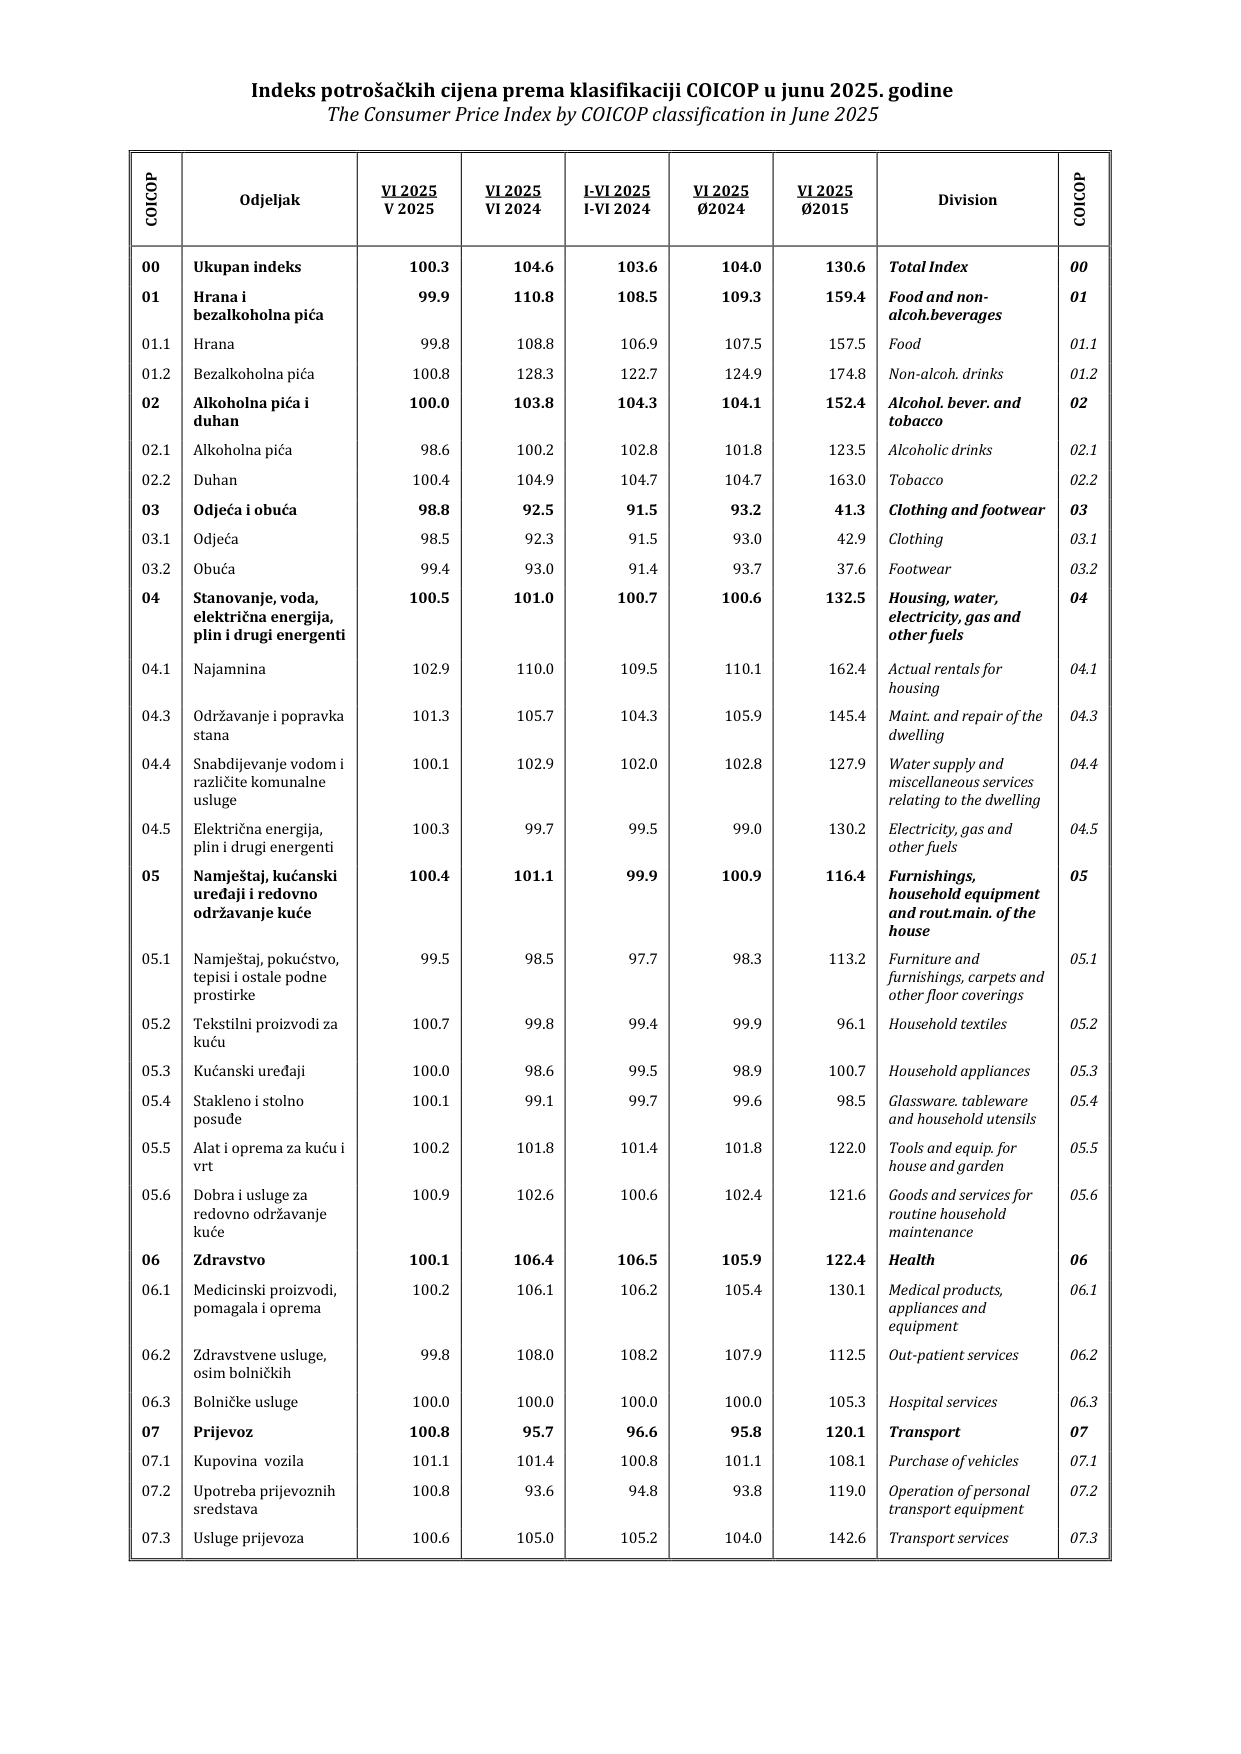 Indeks potrošačkih cijena prema klasifikaciji COICOP u junu 2025. godine
The Consumer Price Index by COICOP classification in June 2025
COICOP Odjeljak VI 2025 VI 2025 I-VI 2025 VI 2025 VI 2025 Division COICOP
V 2025 VI 2024 I-VI 2024 Ø2024 Ø2015
00 Ukupan indeks 100.3 104.6 103.6 104.0 130.6 Total Index 00
01 Hrana i 99.9 110.8 108.5 109.3 159.4 Food and non- 01
bezalkoholna pića alcoh.beverages
01.1 Hrana 99.8 108.8 106.9 107.5 157.5 Food 01.1
01.2 Bezalkoholna pića 100.8 128.3 122.7 124.9 174.8 Non-alcoh. drinks 01.2
02 Alkoholna pića i 100.0 103.8 104.3 104.1 152.4 Alcohol. bever. and 02
duhan tobacco
02.1 Alkoholna pića 98.6 100.2 102.8 101.8 123.5 Alcoholic drinks 02.1
02.2 Duhan 100.4 104.9 104.7 104.7 163.0 Tobacco 02.2
03 Odjeća i obuća 98.8 92.5 91.5 93.2 41.3 Clothing and footwear 03
03.1 Odjeća 98.5 92.3 91.5 93.0 42.9 Clothing 03.1
03.2 Obuća 99.4 93.0 91.4 93.7 37.6 Footwear 03.2
04 Stanovanje, voda, 100.5 101.0 100.7 100.6 132.5 Housing, water, 04
električna energija, electricity, gas and
plin i drugi energenti other fuels
04.1 Najamnina 102.9 110.0 109.5 110.1 162.4 Actual rentals for 04.1
housing
04.3 Održavanje i popravka 101.3 105.7 104.3 105.9 145.4 Maint. and repair of the 04.3
stana dwelling
04.4 Snabdijevanje vodom i 100.1 102.9 102.0 102.8 127.9 Water supply and 04.4
različite komunalne miscellaneous services
usluge relating to the dwelling
04.5 Električna energija, 100.3 99.7 99.5 99.0 130.2 Electricity, gas and 04.5
plin i drugi energenti other fuels
05 Namještaj, kućanski 100.4 101.1 99.9 100.9 116.4 Furnishings, 05
uređaji i redovno household equipment
održavanje kuće and rout.main. of the
house
05.1 Namještaj, pokućstvo, 99.5 98.5 97.7 98.3 113.2 Furniture and 05.1
tepisi i ostale podne furnishings, carpets and
prostirke other floor coverings
05.2 Tekstilni proizvodi za 100.7 99.8 99.4 99.9 96.1 Household textiles 05.2
kuću
05.3 Kućanski uređaji 100.0 98.6 99.5 98.9 100.7 Household appliances 05.3
05.4 Stakleno i stolno 100.1 99.1 99.7 99.6 98.5 Glassware. tableware 05.4
posuđe and household utensils
05.5 Alat i oprema za kuću i 100.2 101.8 101.4 101.8 122.0 Tools and equip. for 05.5
vrt house and garden
05.6 Dobra i usluge za 100.9 102.6 100.6 102.4 121.6 Goods and services for 05.6
redovno održavanje routine household
kuće maintenance
06 Zdravstvo 100.1 106.4 106.5 105.9 122.4 Health 06
06.1 Medicinski proizvodi, 100.2 106.1 106.2 105.4 130.1 Medical products, 06.1
pomagala i oprema appliances and
equipment
06.2 Zdravstvene usluge, 99.8 108.0 108.2 107.9 112.5 Out-patient services 06.2
osim bolničkih
06.3 Bolničke usluge 100.0 100.0 100.0 100.0 105.3 Hospital services 06.3
07 Prijevoz 100.8 95.7 96.6 95.8 120.1 Transport 07
07.1 Kupovina vozila 101.1 101.4 100.8 101.1 108.1 Purchase of vehicles 07.1
07.2 Upotreba prijevoznih 100.8 93.6 94.8 93.8 119.0 Operation of personal 07.2
sredstava transport equipment
07.3 Usluge prijevoza 100.6 105.0 105.2 104.0 142.6 Transport services 07.3